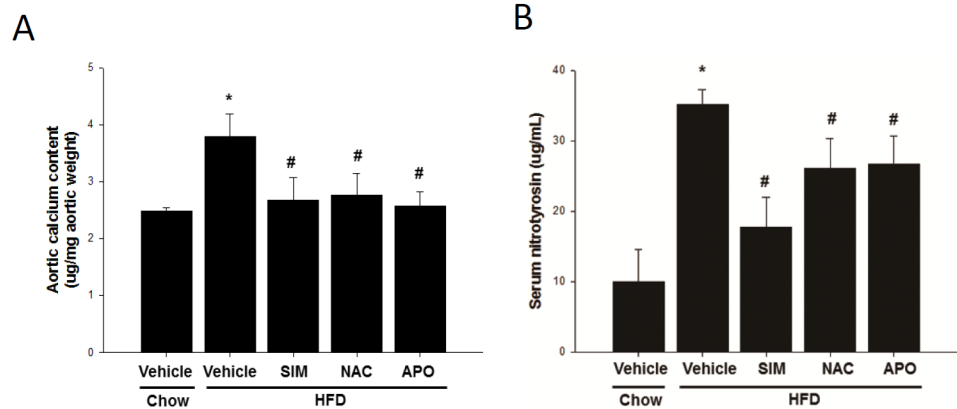 A
Aortic calcium content
(ug/mg aortic weight)
5
4
3
2
1
0
*
#
#
#
Vehicle Vehicle SIM NAC APO
Chow HFD
B
Serum nitrotyrosin (ug/mL)
40
30
20
10
0
*
#
#
#
Vehicle Vehicle SIM NAC APO
Chow HFD